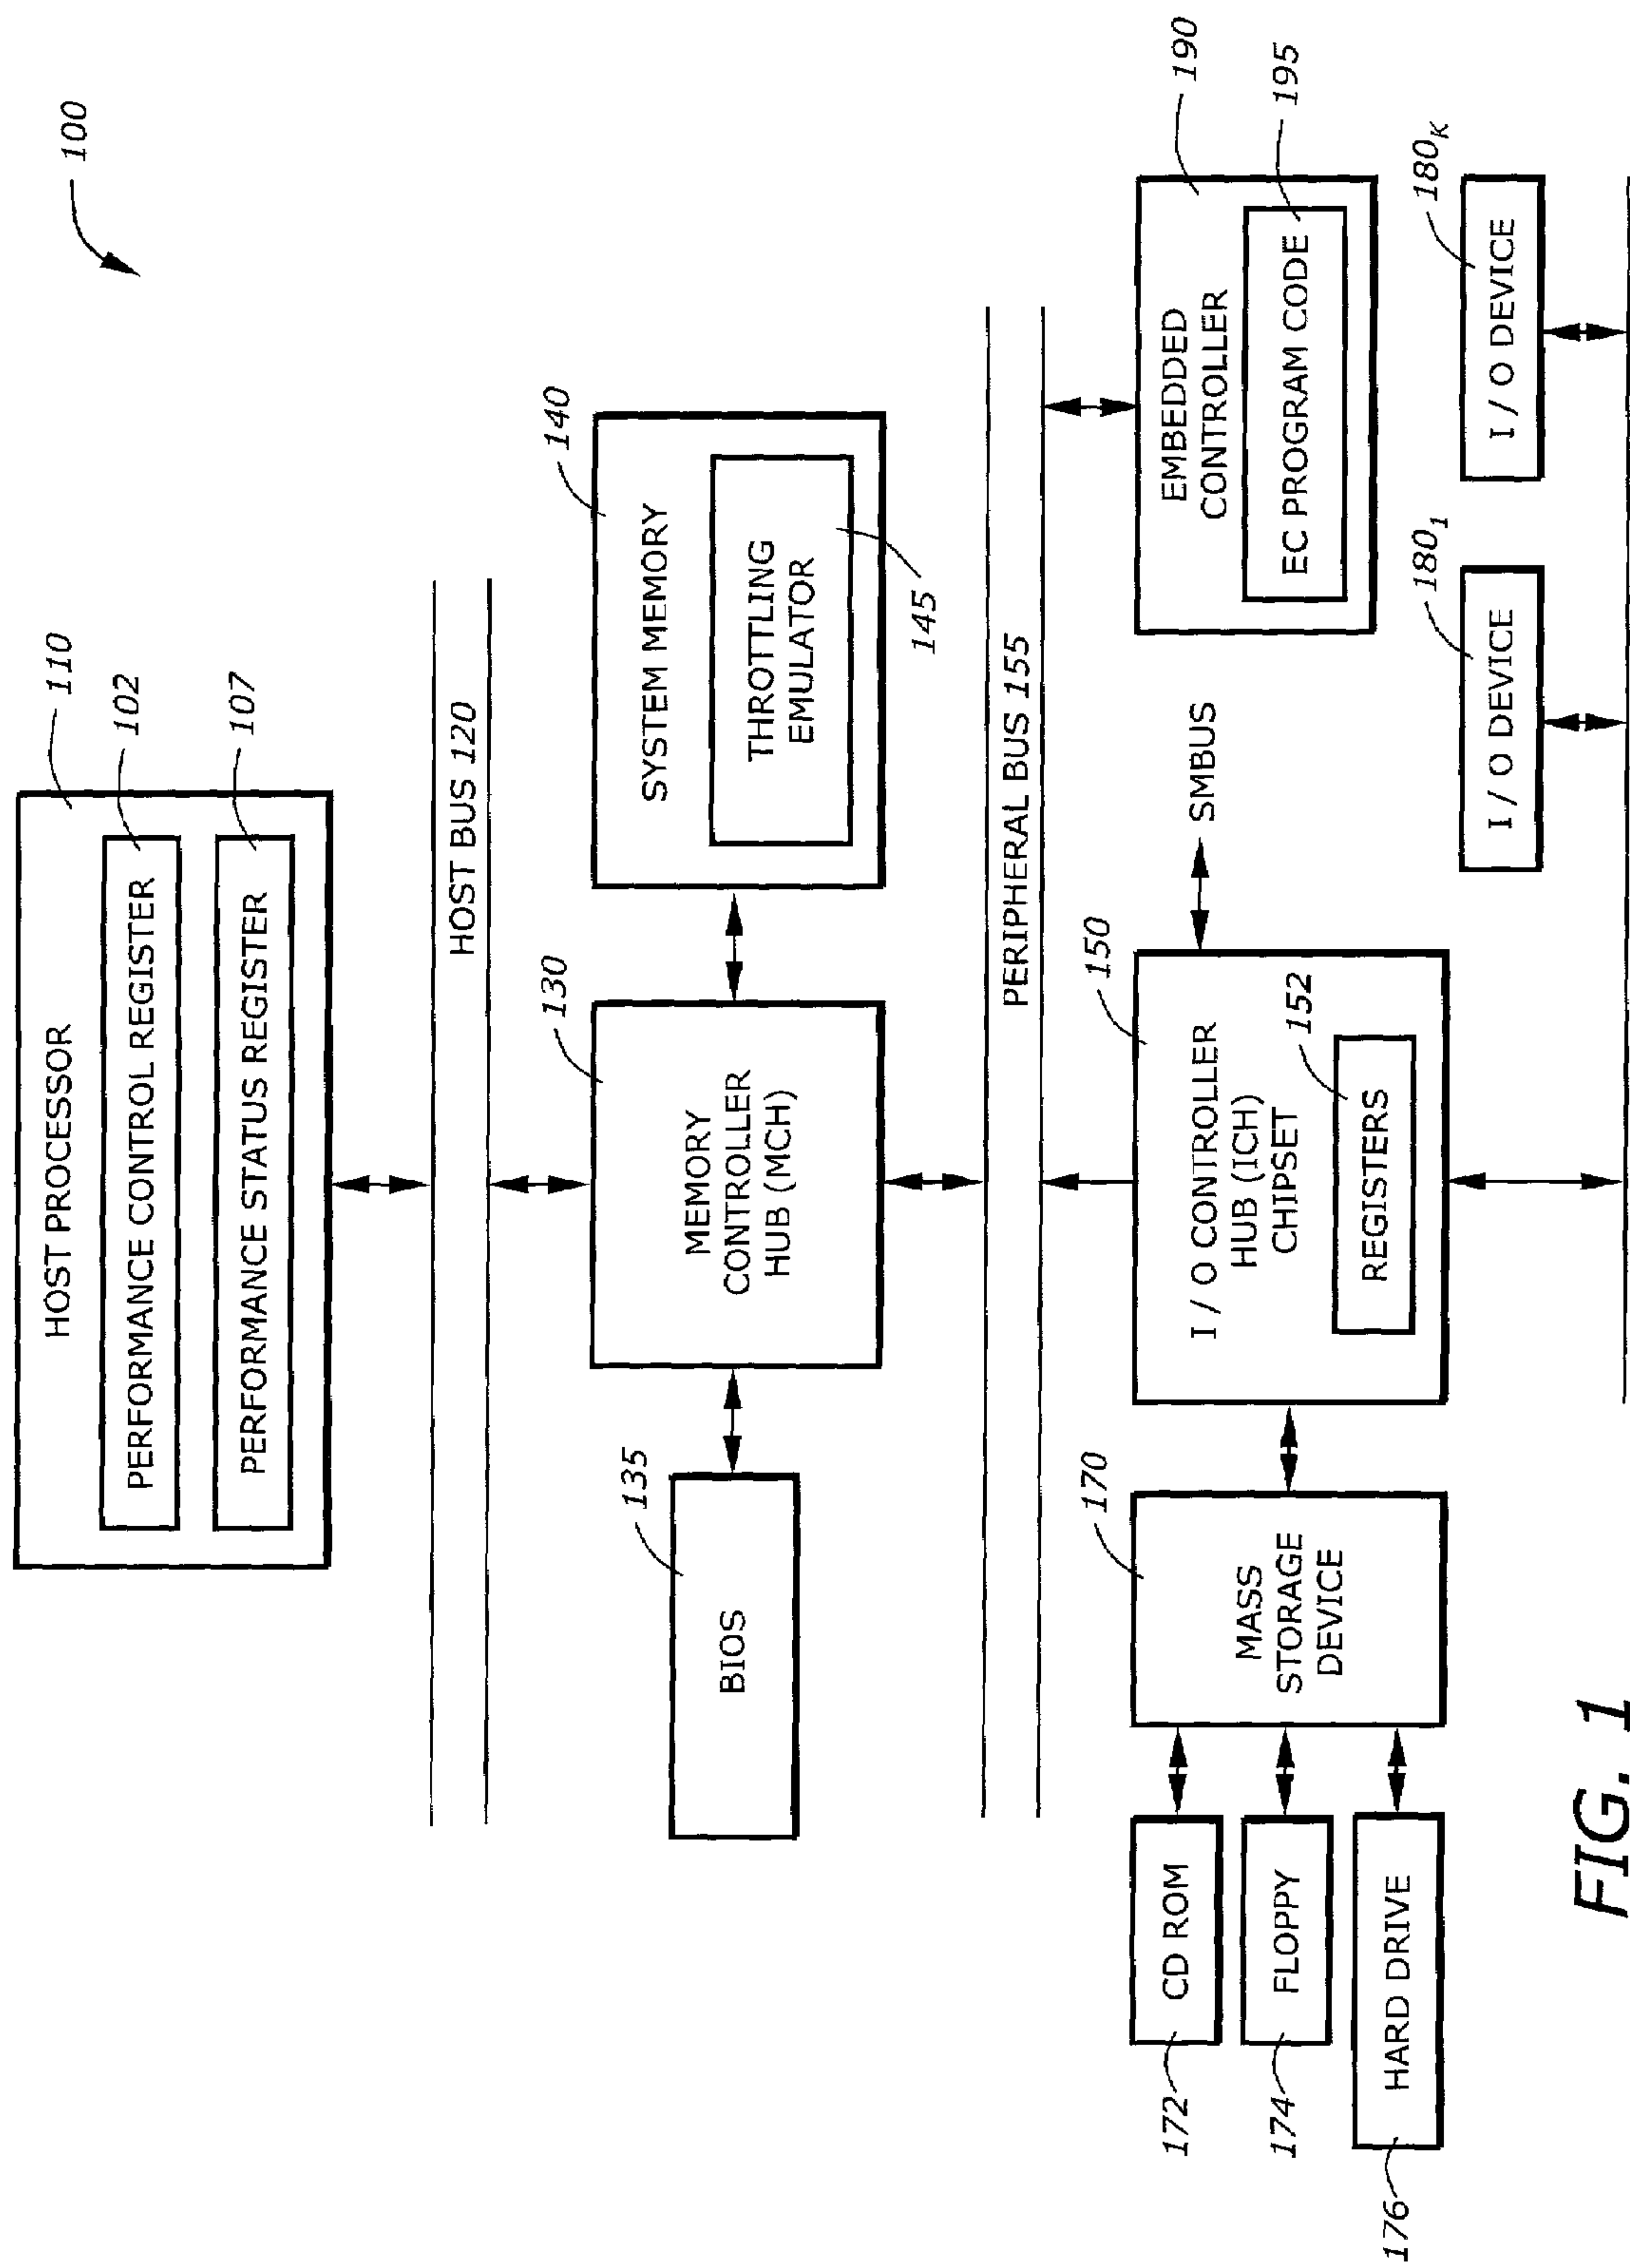 100
110
HOST PROCESSOR
102
PERFORMANCE CONTROL REGISTER
107
PERFORMANCE STATUS REGISTER
HOST BUS 120
135
BIOS
130
MEMORY
CONTROLLER
HUB (MCH)
140
SYSTEM MEMORY
THROTTLING
EMULATOR
145
PERIPHERAL BUS 155
172
CD ROM
174
FLOPPY
176
HARD DRIVE
170
MASS
STORAGE
DEVICE
150
I / O CONTROLLER
HUB (ICH)
CHIPSET
152
REGISTERS
SMBUS
190
EMBEDDED
CONTROLLER
195
EC PROGRAM CODE
180₁
I / O DEVICE
180K
I / O DEVICE
FIG. 1